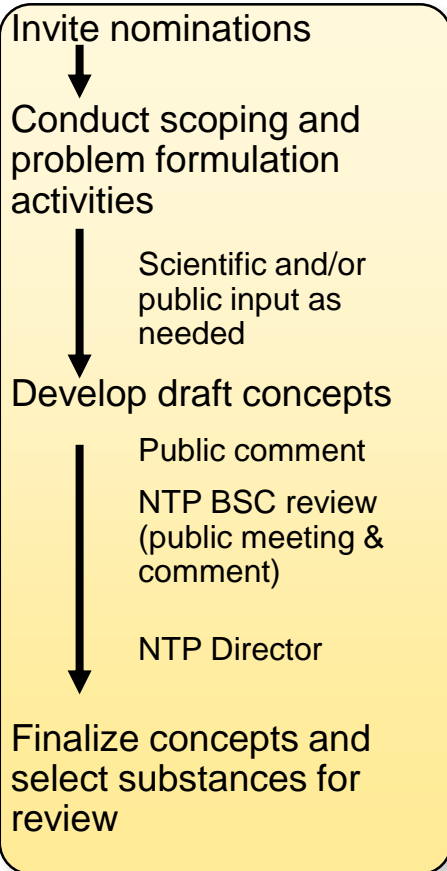 Invite nominations
Conduct scoping and
problem formulation
activities
Scientific and/or
public input as
needed
Develop draft concepts
Public comment
NTP BSC review
(public meeting &
comment)
NTP Director
Finalize concepts and
select substances for
review